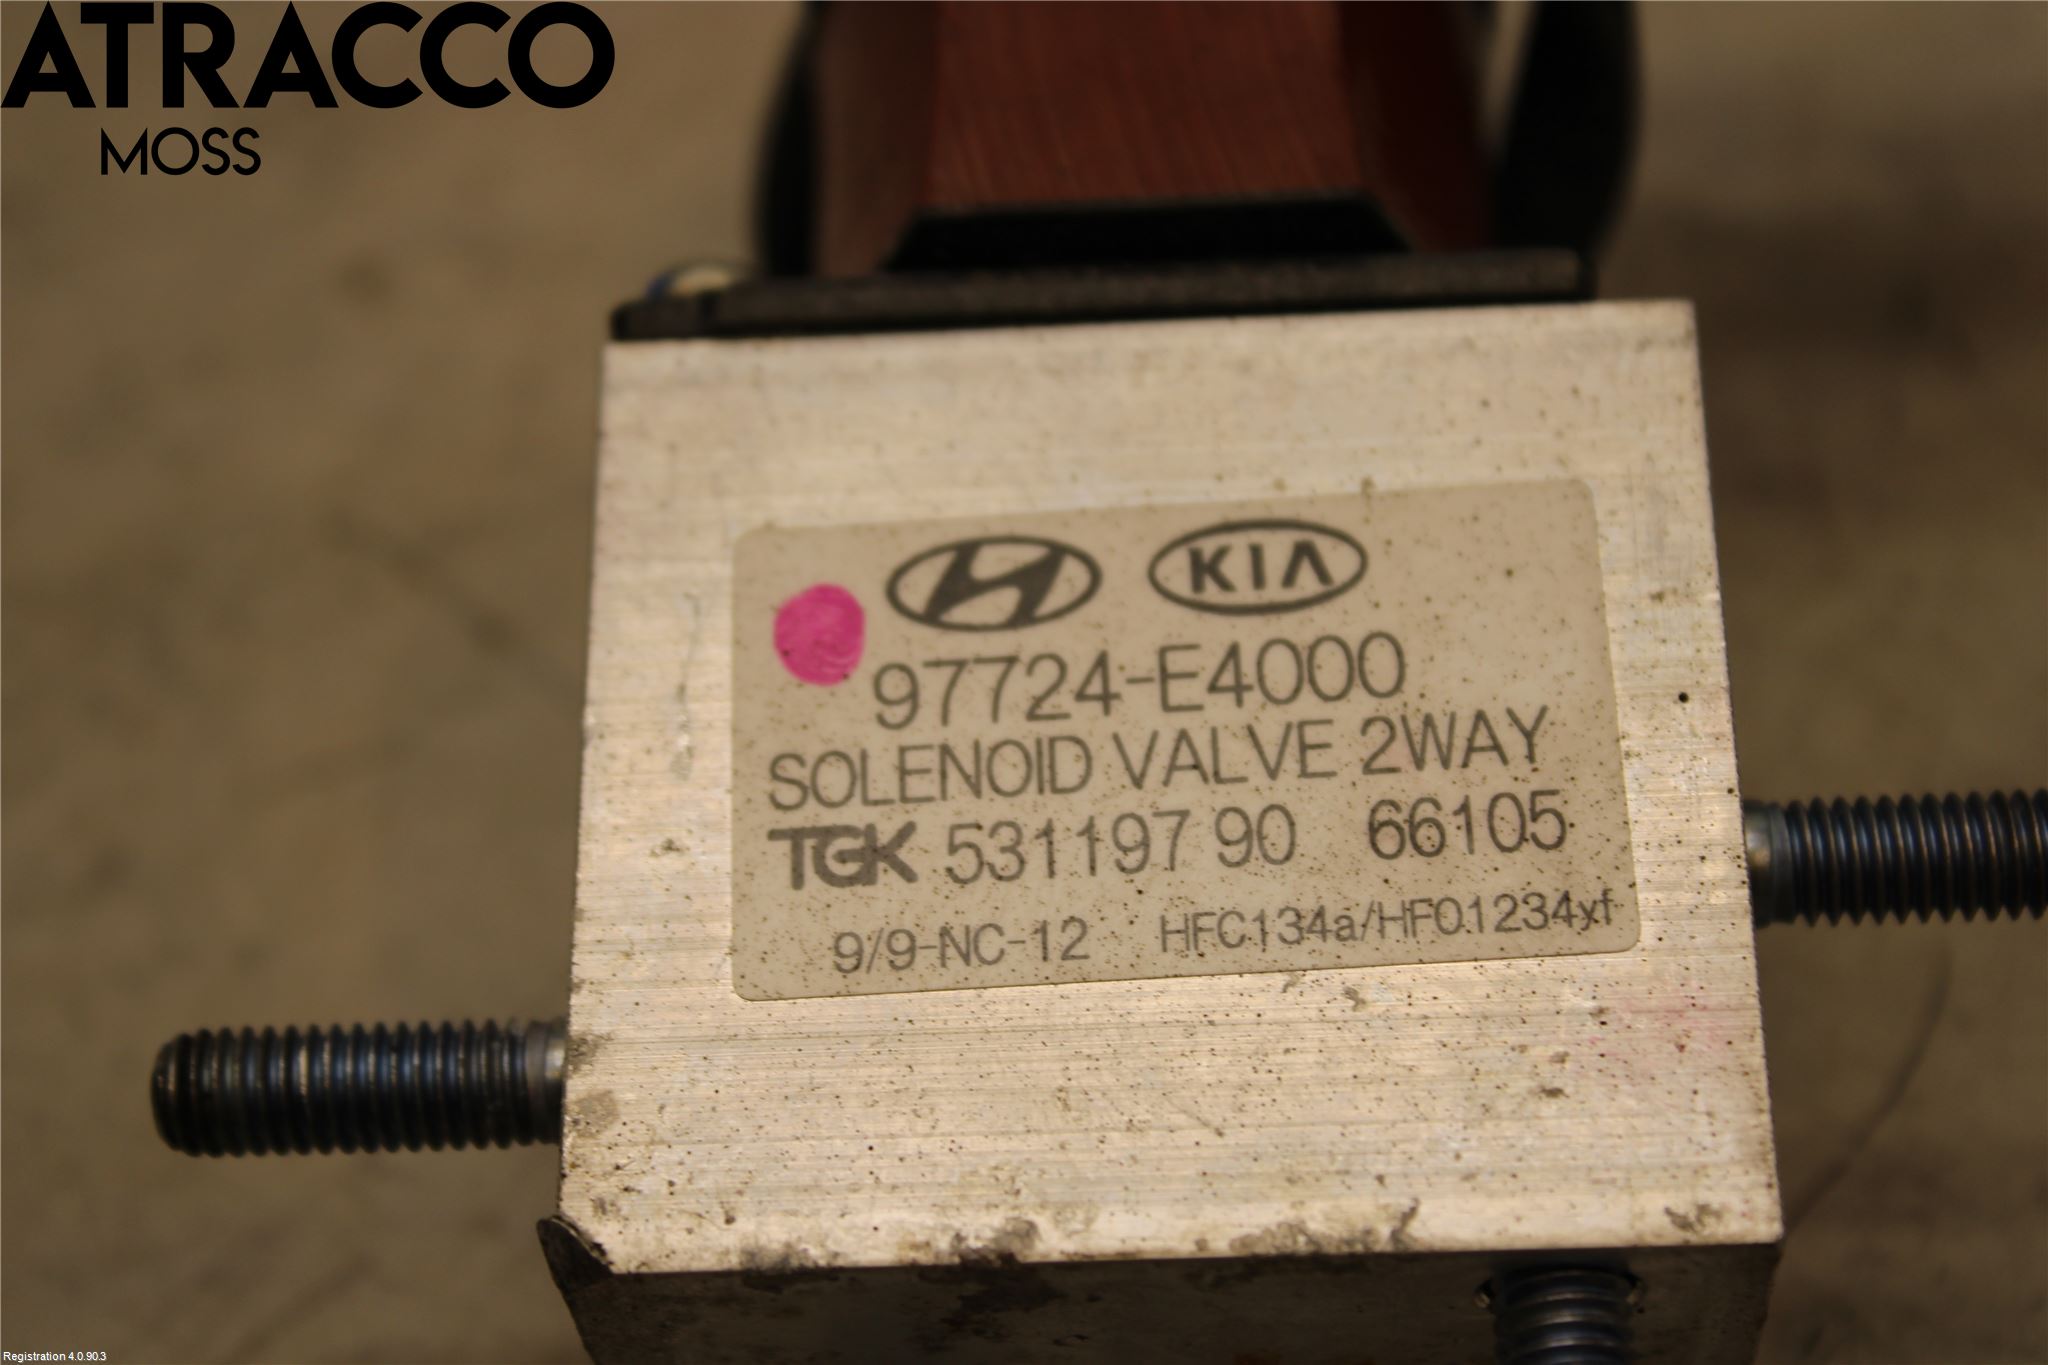 ATRACCO
MOSS
KIA
97724-E4000
SOLENOID VALVE 2WAY
TGK 531197 90 66105
9/9-NC-12 HFC134a/HFO1234yf
Registration 4.0.90.3